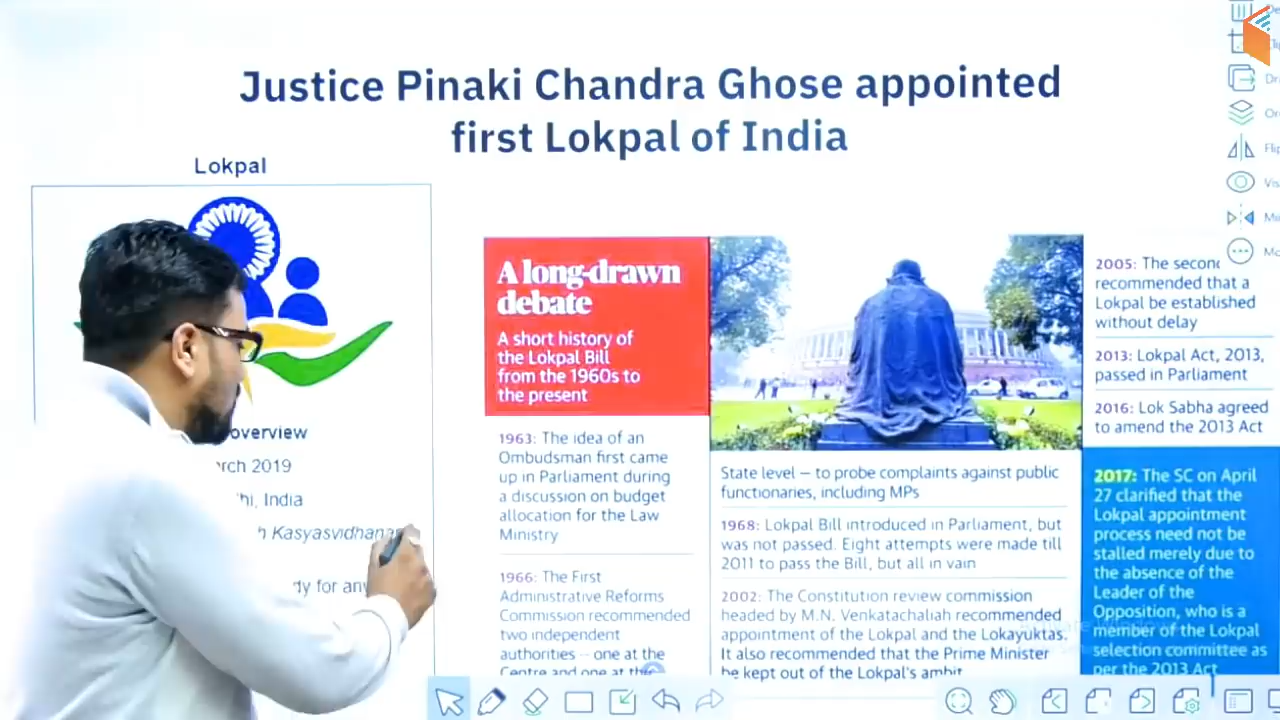 Justice Pinaki Chandra Ghose appointed
first Lokpal of India
Lokpal
overview
2019
India
Kasyasvidhanam
for any
A long-drawn
debate
A short history of
the Lokpal Bill
from the 1960s to
the present
1963: The idea of an
Ombudsman first came
up in Parliament during
a discussion on budget
allocation for the Law
Ministry
1966: The First
Administrative Reforms
Commission recommended
two independent
authorities – one at the
Centre and one at the
State level – to probe complaints against public
functionaries, including MPs
1968: Lokpal Bill introduced in Parliament, but
was not passed. Eight attempts were made till
2011 to pass the Bill, but all in vain
2002: The Constitution review commission
headed by M.N. Venkatachaliah recommended
appointment of the Lokpal and the Lokayuktas.
It also recommended that the Prime Minister
be kept out of the Lokpal's ambit
2005: The second
recommended that a
Lokpal be established
without delay
2013: Lokpal Act, 2013,
passed in Parliament
2016: Lok Sabha agreed
to amend the 2013 Act
2017: The SC on April
27 clarified that the
Lokpal appointment
process need not be
stalled merely due to
the absence of the
Leader of the
Opposition, who is a
member of the Lokpal
selection committee as
per the 2013 Act